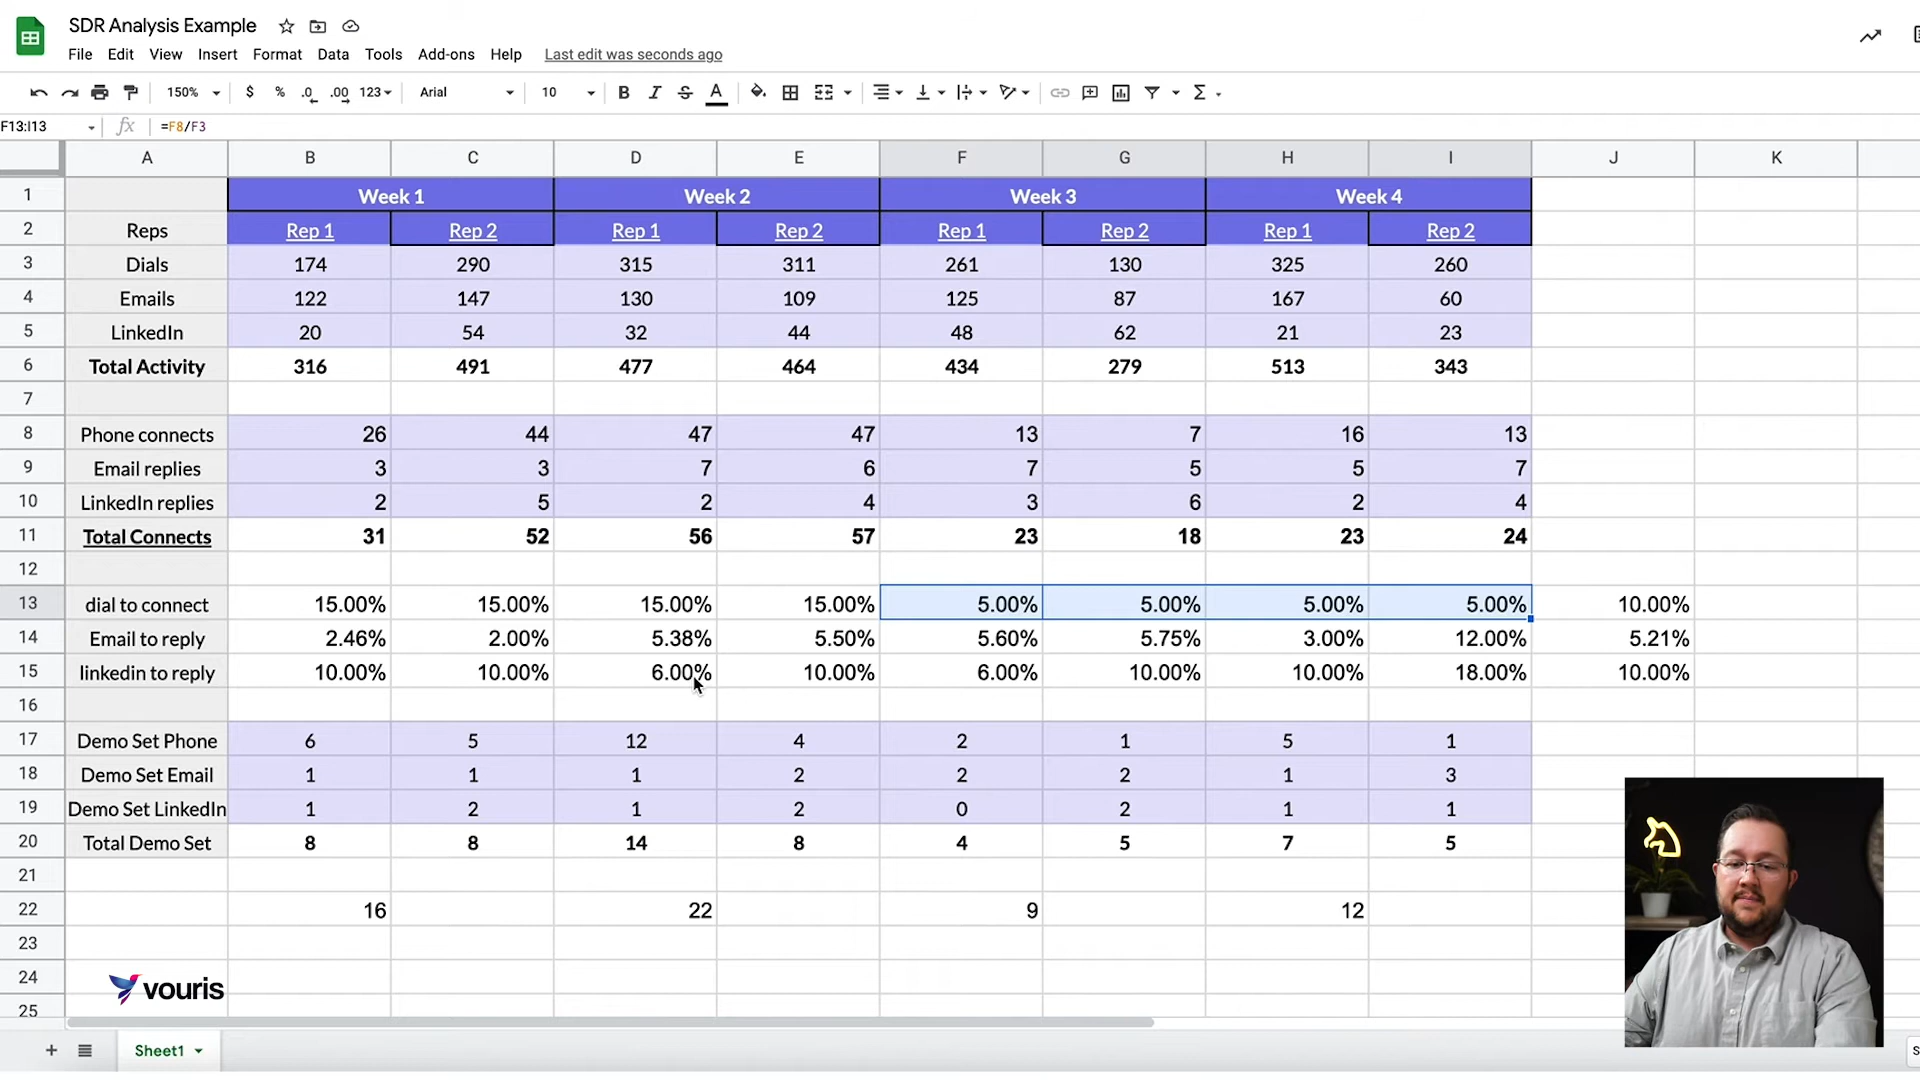 SDR Analysis Example
File Edit View Insert Format Data Tools Add-ons Help Last edit was seconds ago
150% $ % .0 .00 123 Arial 10 B I S A Σ
F13:I13 fx =F8/F3
A B C D E F G H I J K
1 Week 1 Week 2 Week 3 Week 4
2 Reps Rep 1 Rep 2 Rep 1 Rep 2 Rep 1 Rep 2 Rep 1 Rep 2
3 Dials 174 290 315 311 261 130 325 260
4 Emails 122 147 130 109 125 87 167 60
5 LinkedIn 20 54 32 44 48 62 21 23
6 Total Activity 316 491 477 464 434 279 513 343
7
8 Phone connects 26 44 47 47 13 7 16 13
9 Email replies 3 3 7 6 7 5 5 7
10 LinkedIn replies 2 5 2 4 3 6 2 4
11 Total Connects 31 52 56 57 23 18 23 24
12
13 dial to connect 15.00% 15.00% 15.00% 15.00% 5.00% 5.00% 5.00% 5.00% 10.00%
14 Email to reply 2.46% 2.00% 5.38% 5.50% 5.60% 5.75% 3.00% 12.00% 5.21%
15 linkedin to reply 10.00% 10.00% 6.00% 10.00% 6.00% 10.00% 10.00% 18.00% 10.00%
16
17 Demo Set Phone 6 5 12 4 2 1 5 1
18 Demo Set Email 1 1 1 2 2 2 1 3
19 Demo Set LinkedIn 1 2 1 2 0 2 1 1
20 Total Demo Set 8 8 14 8 4 5 7 5
21
22 16 22 9 12
23
24
vouris
25
+ Sheet1